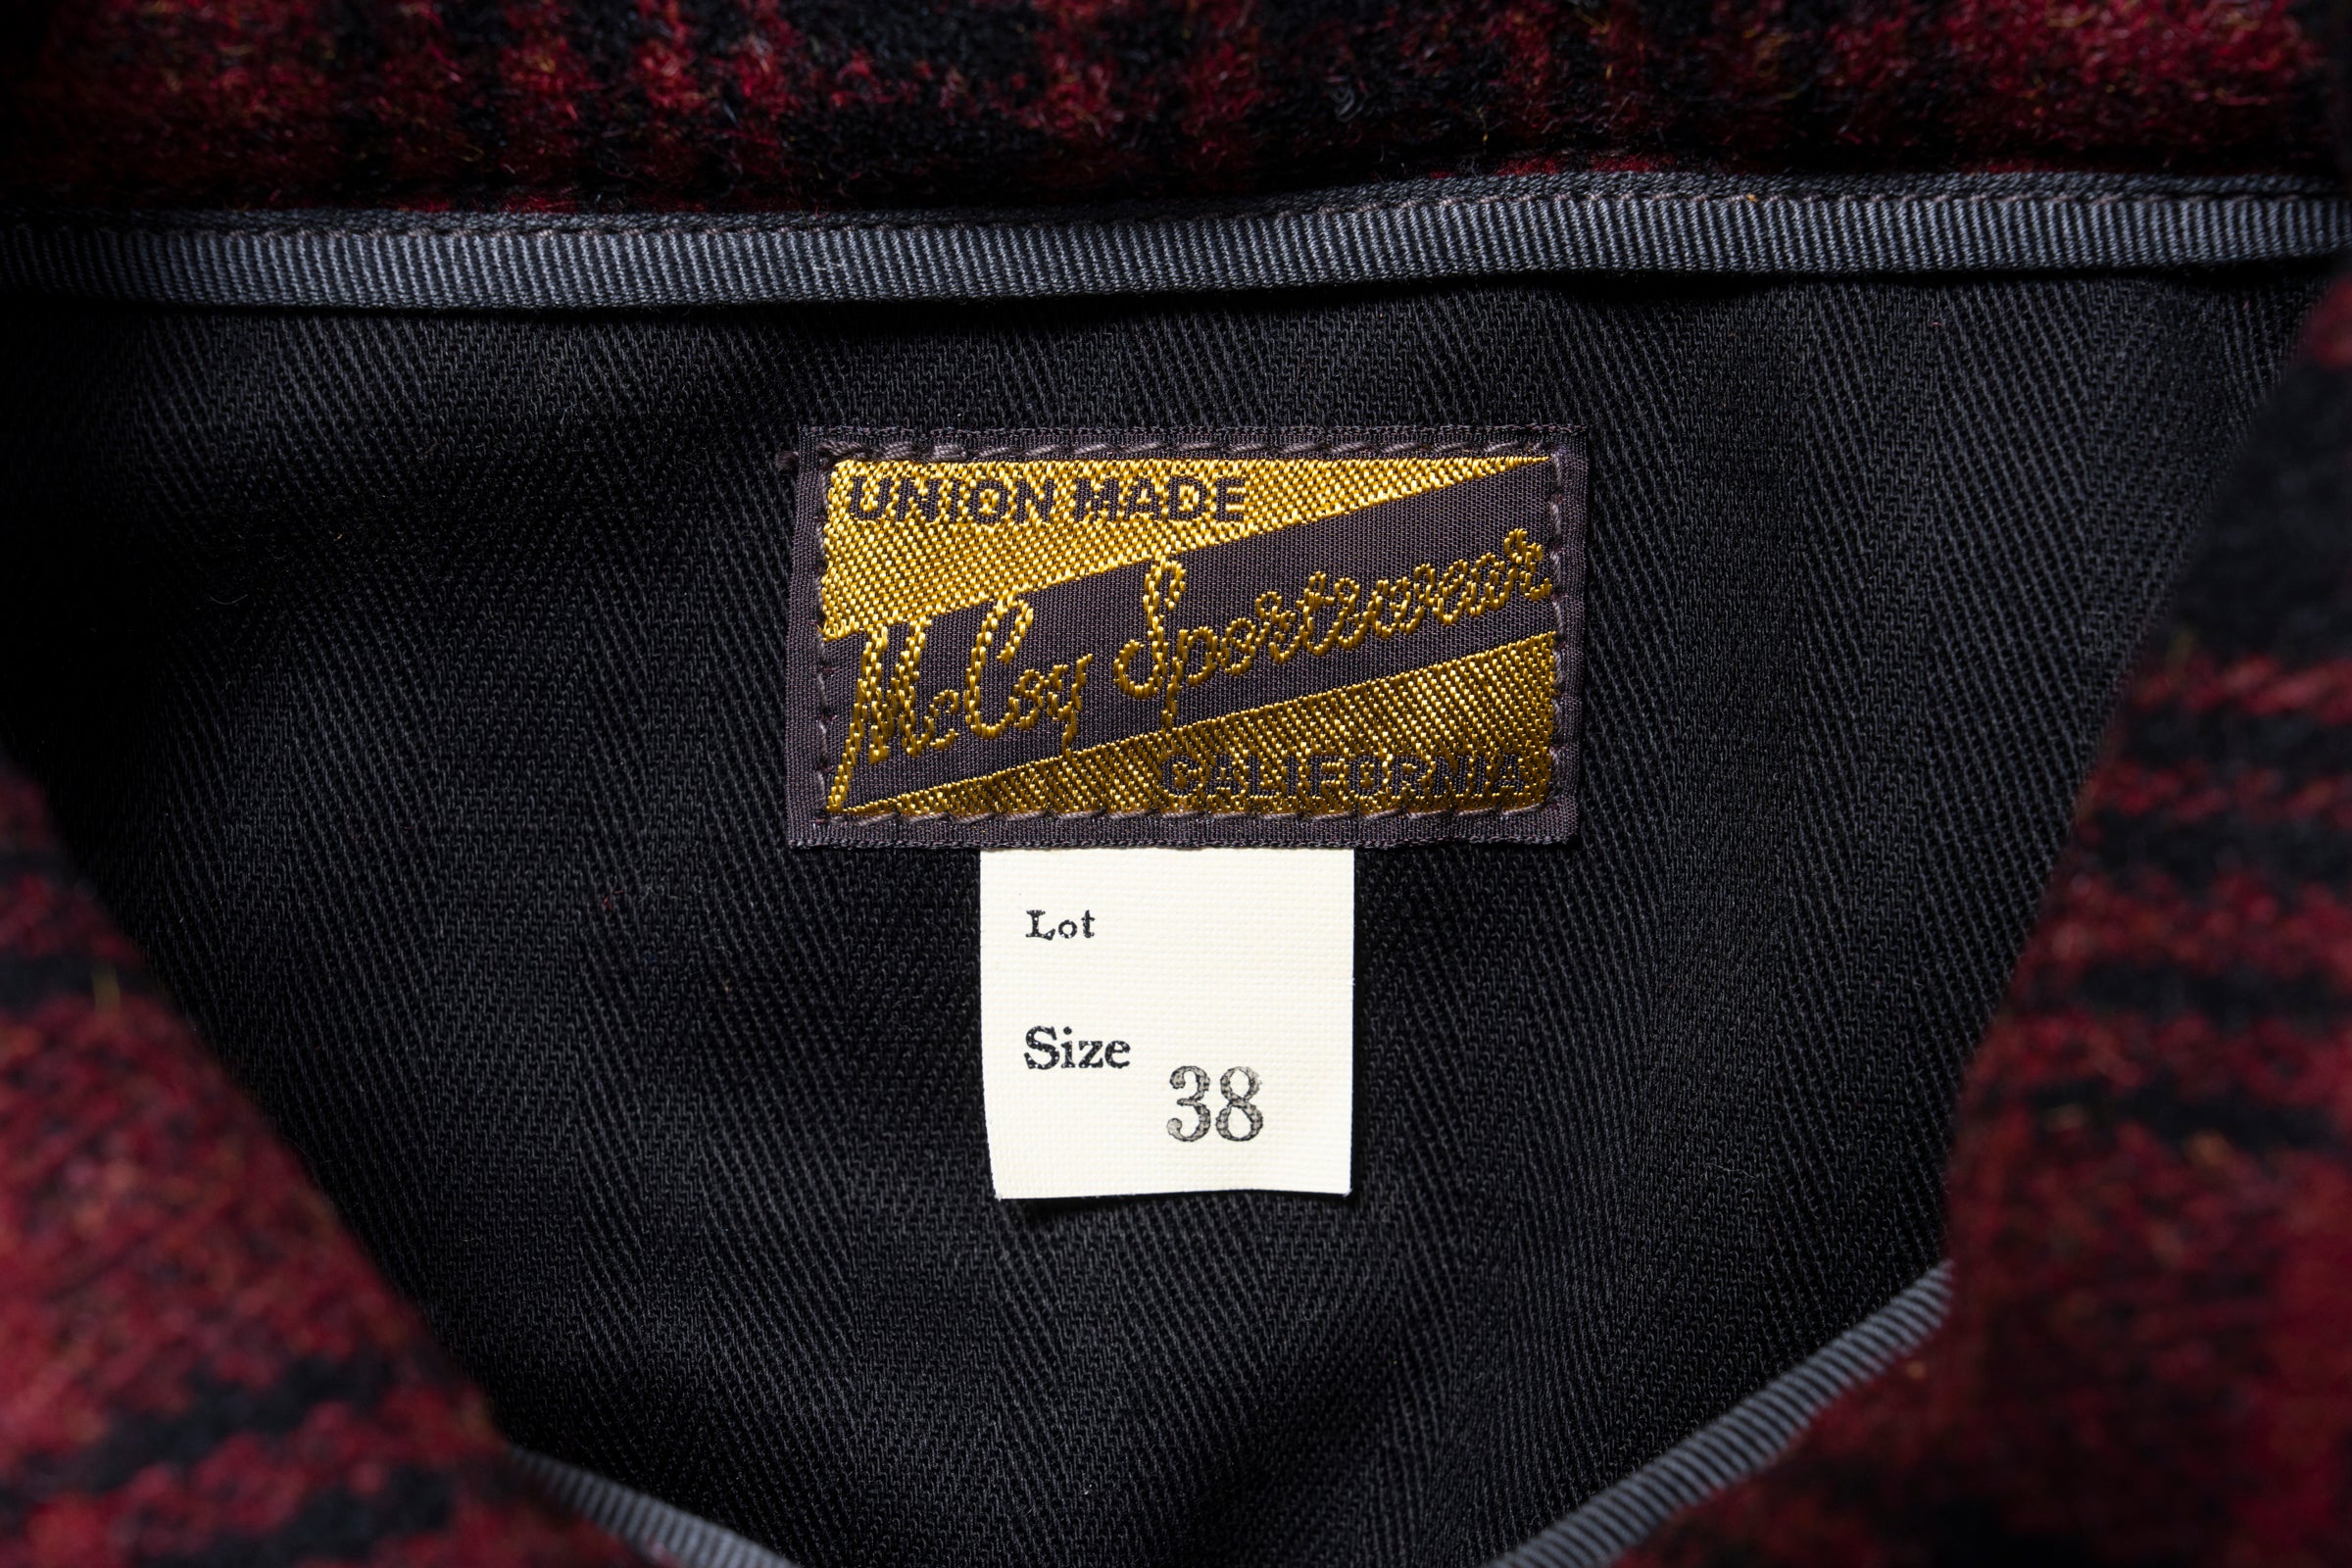 UNION MADE
McCoy Sportswear
CALIFORNIA
Lot
Size
38